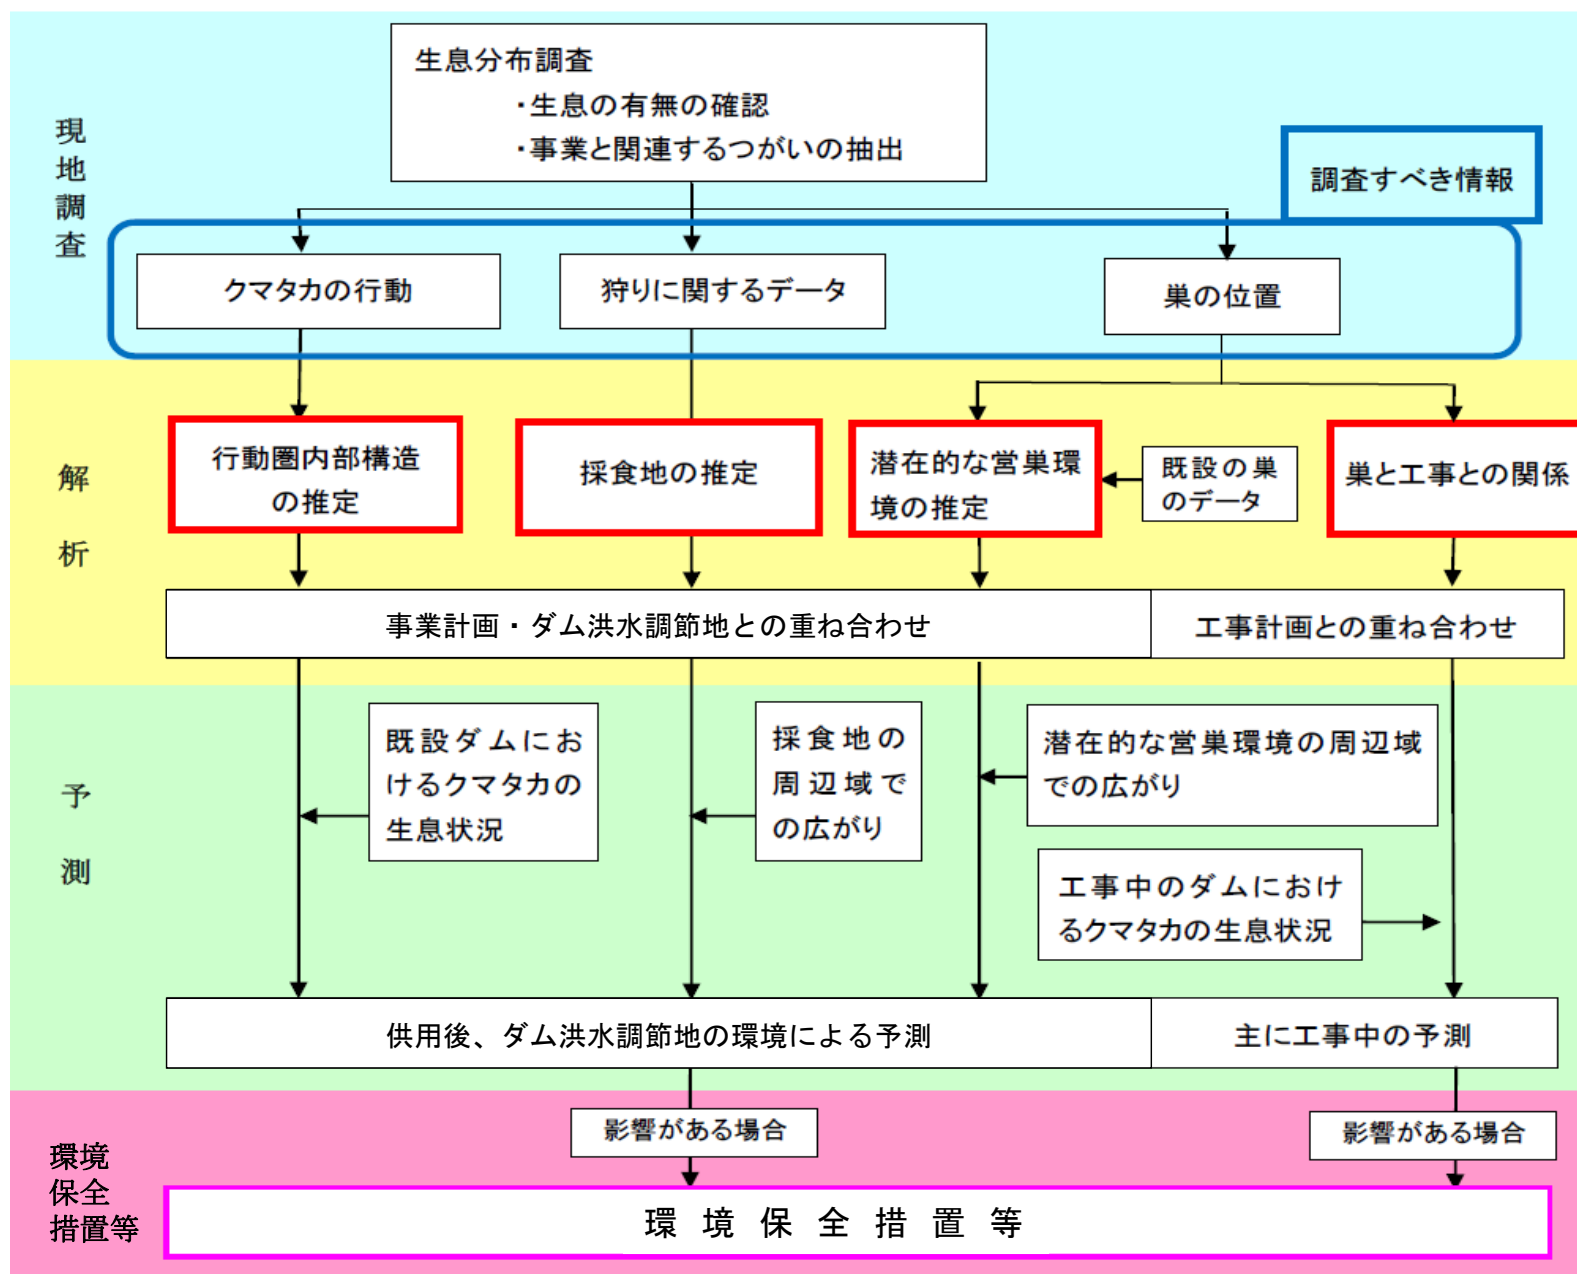 生息分布調査
・生息の有無の確認
・事業と関連するつがいの抽出
現
地
調
査
調査すべき情報
クマタカの行動
狩りに関するデータ
巣の位置
解
析
行動圏内部構造
の推定
採食地の推定
潜在的な営巣環
境の推定
既設の巣
のデータ
巣と工事との関係
事業計画・ダム洪水調節地との重ね合わせ
工事計画との重ね合わせ
予
測
既設ダムにお
けるクマタカの
生息状況
採食地の
周辺域で
の広がり
潜在的な営巣環境の周辺域
での広がり
工事中のダムにおけ
るクマタカの生息状況
供用後、ダム洪水調節地の環境による予測
主に工事中の予測
環境
保全
措置等
影響がある場合
影響がある場合
環境保全措置等